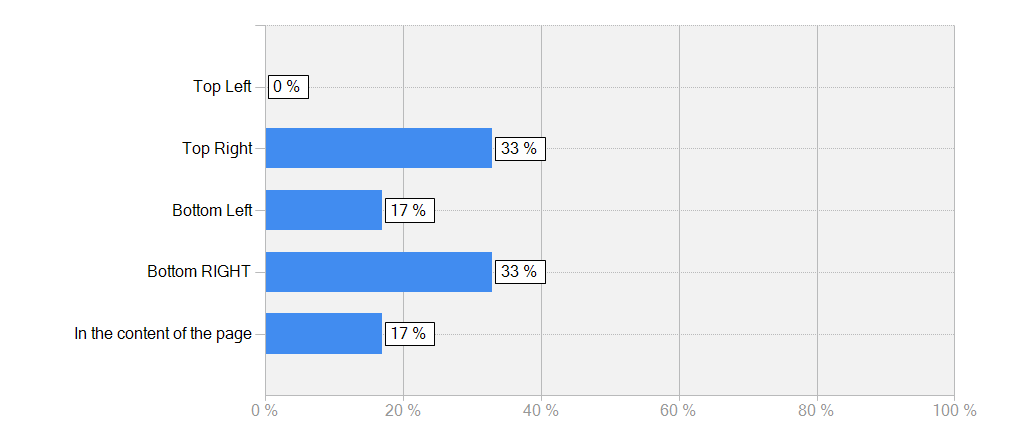 Top Left 0 %
Top Right 33 %
Bottom Left 17 %
Bottom RIGHT 33 %
In the content of the page 17 %
0 % 20 % 40 % 60 % 80 % 100 %